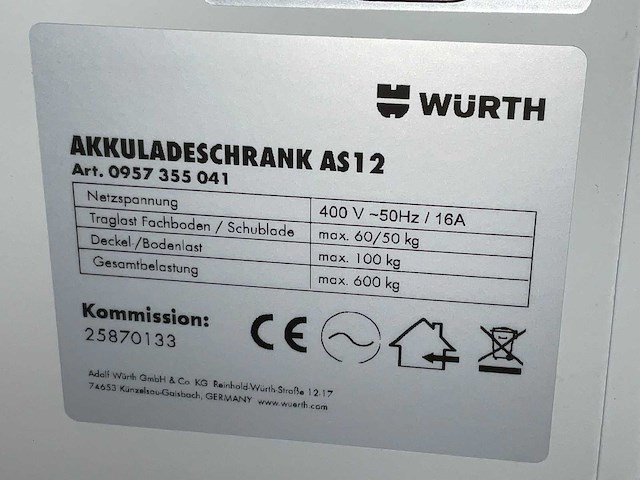 WÜRTH
AKKULADESCHRANK AS12
Art. 0957 355 041
Netzspannung 400 V ~50Hz / 16A
Traglast Fachboden / Schublade max. 60/50 kg
Deckel-/Bodenlast max. 100 kg
Gesamtbelastung max. 600 kg
Kommission:
25870133
CE
Adolf Würth GmbH & Co. KG Reinhold-Würth-Straße 12-17
74653 Künzelsau-Gaisbach, GERMANY www.wuerth.com